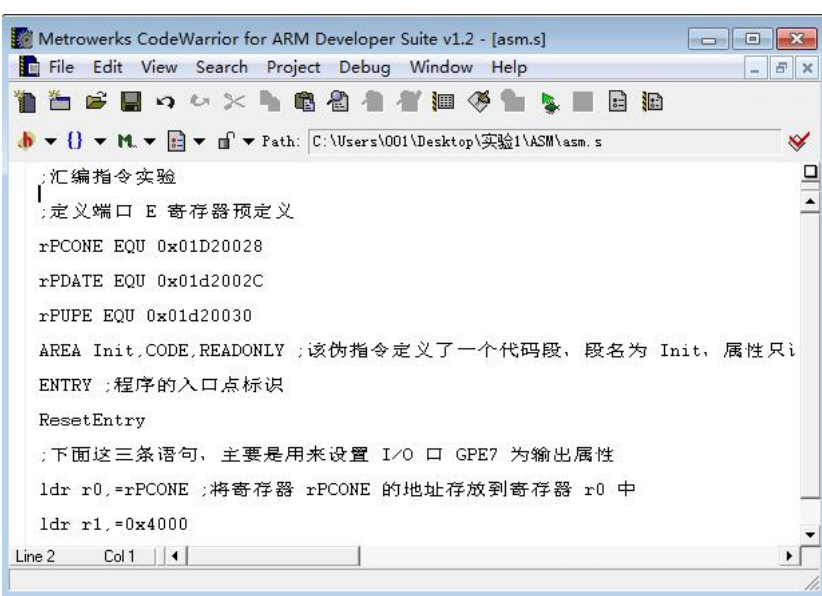 Metrowerks CodeWarrior for ARM Developer Suite v1.2 - [asm.s]
File Edit View Search Project Debug Window Help
Path: C:\Users\001\Desktop\实验1\ASM\asm.s
;汇编指令实验
;定义端口 E 寄存器预定义
rPCONE EQU 0x01D20028
rPDATE EQU 0x01d2002C
rPUPE EQU 0x01d20030
AREA Init,CODE,READONLY ;该伪指令定义了一个代码段，段名为 Init，属性只
ENTRY ;程序的入口点标识
ResetEntry
;下面这三条语句，主要是用来设置 I/O 口 GPE7 为输出属性
ldr r0,=rPCONE ;将寄存器 rPCONE 的地址存放到寄存器 r0 中
ldr r1,=0x4000
Line 2 Col 1